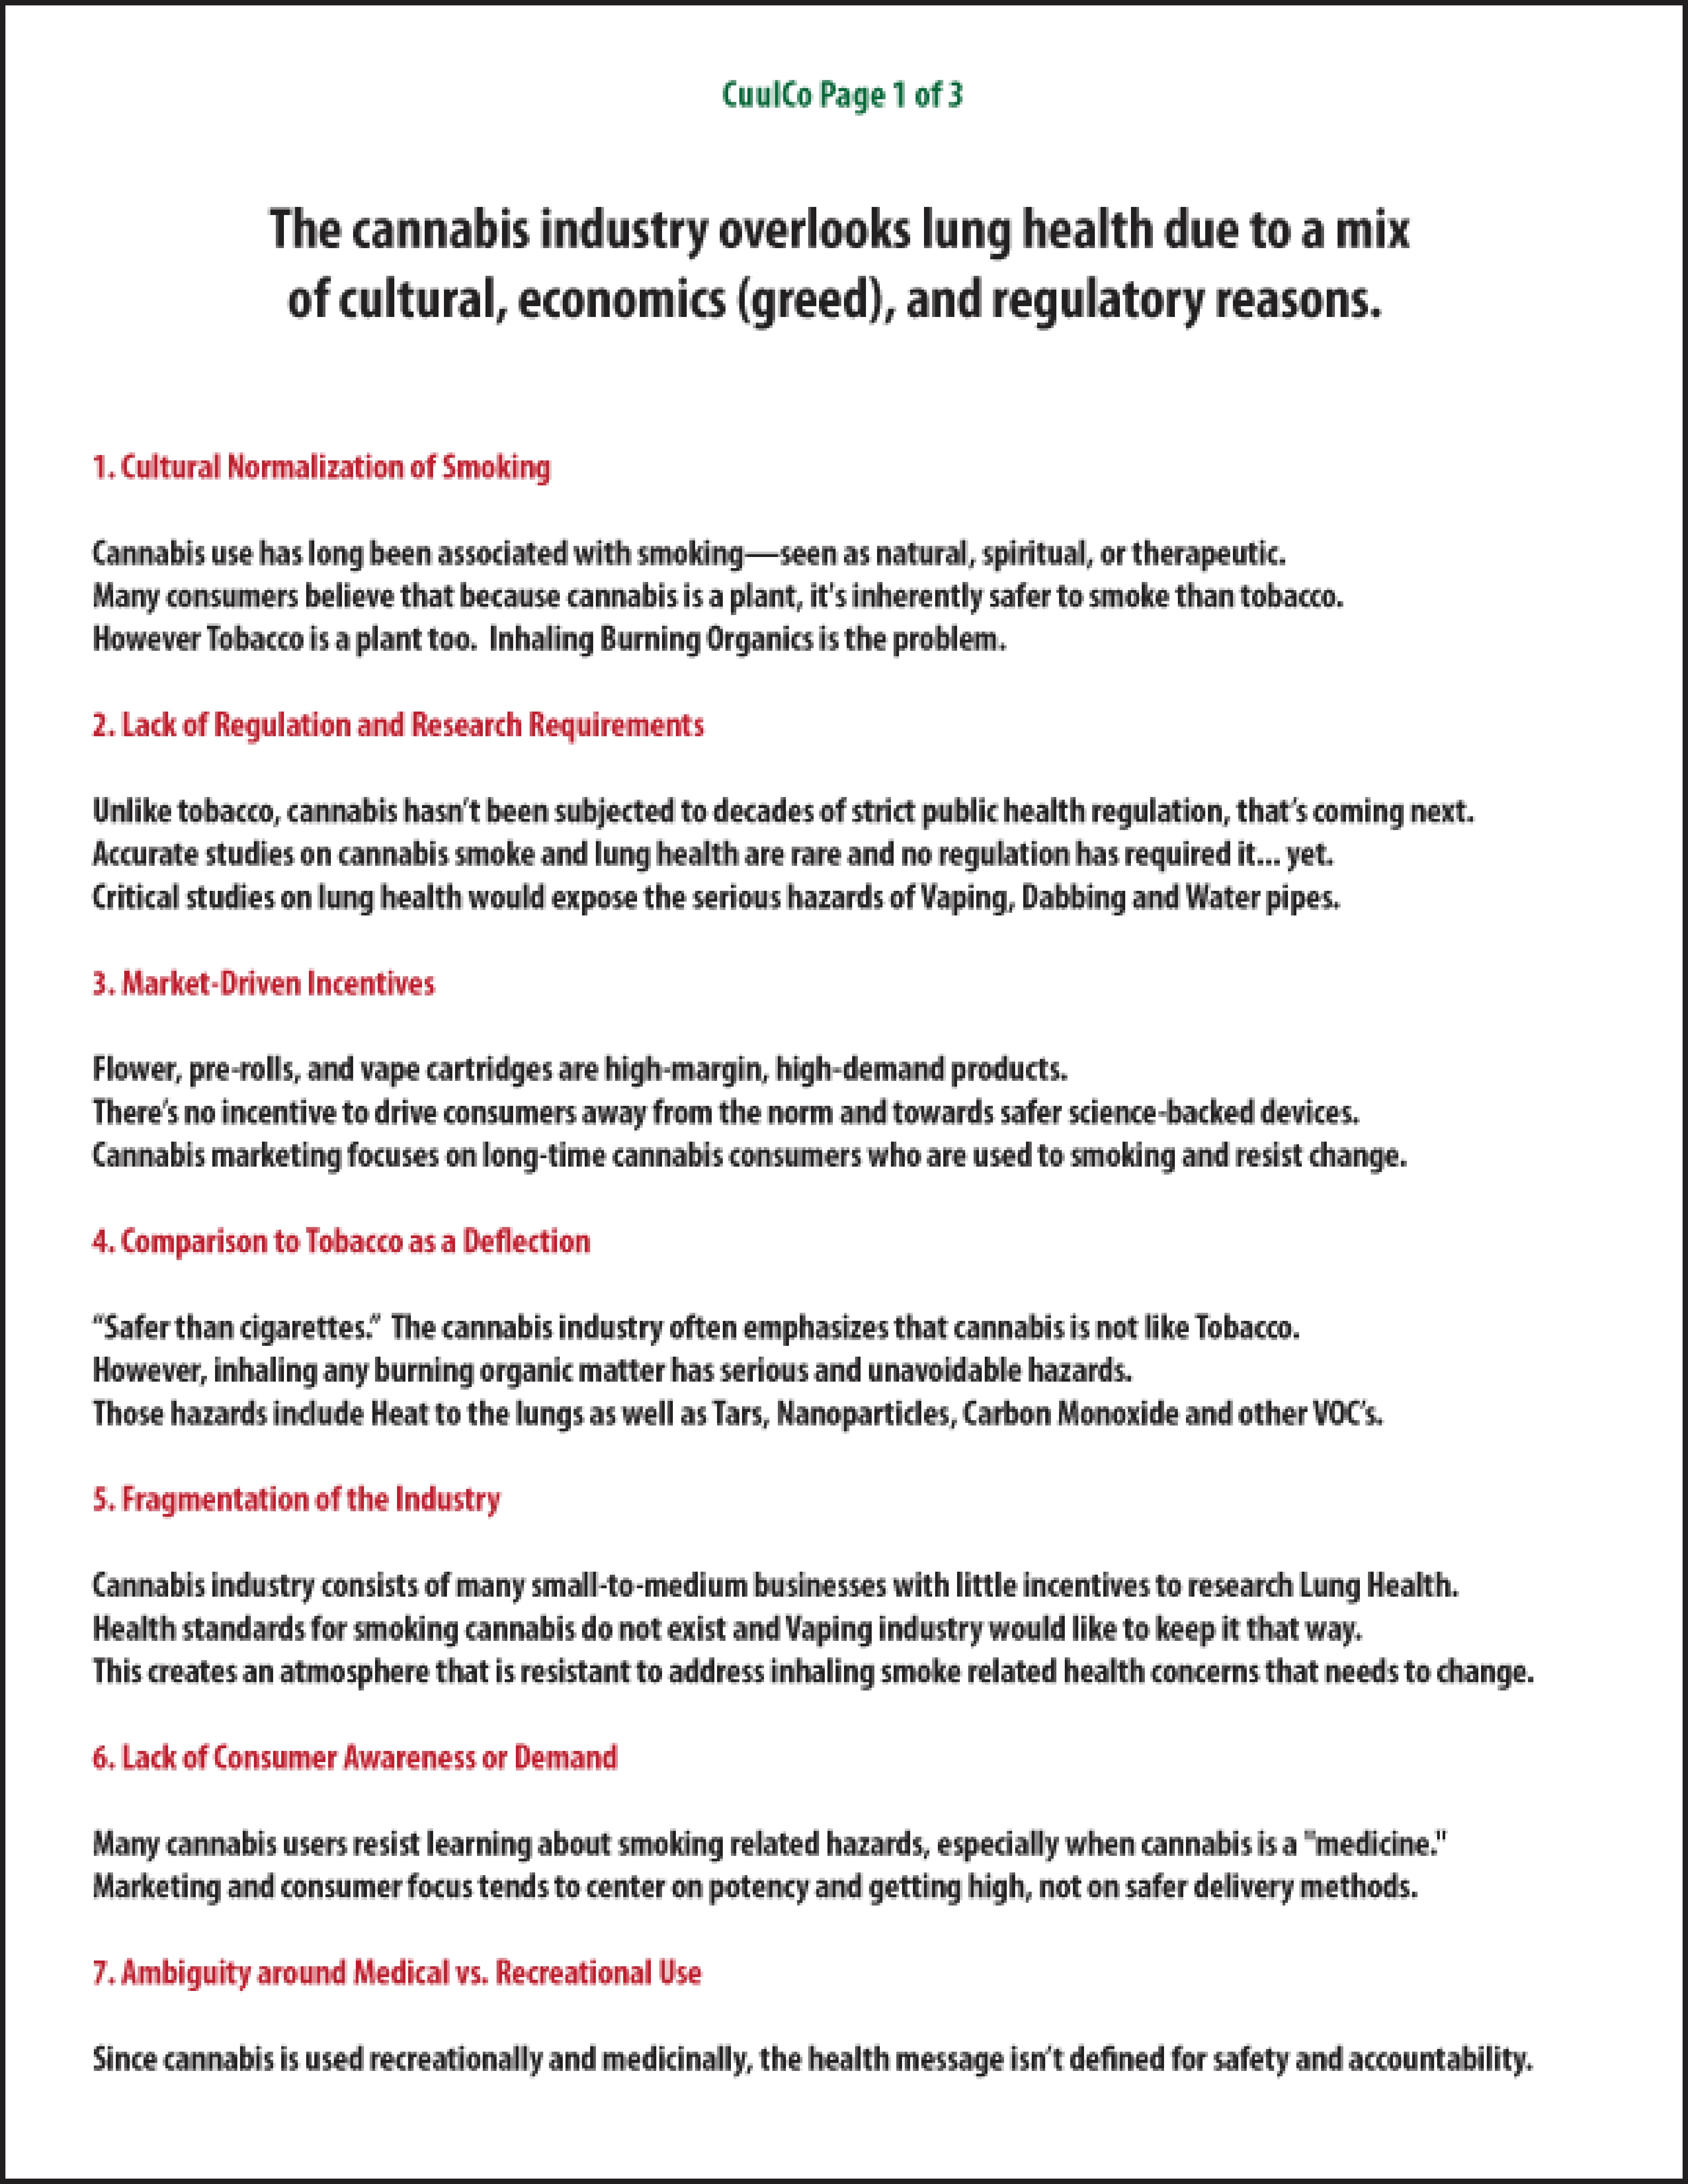 CuulCo Page 1 of 3
The cannabis industry overlooks lung health due to a mix
of cultural, economics (greed), and regulatory reasons.
1. Cultural Normalization of Smoking
Cannabis use has long been associated with smoking—seen as natural, spiritual, or therapeutic.
Many consumers believe that because cannabis is a plant, it's inherently safer to smoke than tobacco.
However Tobacco is a plant too.  Inhaling Burning Organics is the problem.
2. Lack of Regulation and Research Requirements
Unlike tobacco, cannabis hasn’t been subjected to decades of strict public health regulation, that’s coming next.
Accurate studies on cannabis smoke and lung health are rare and no regulation has required it... yet.
Critical studies on lung health would expose the serious hazards of Vaping, Dabbing and Water pipes.
3. Market-Driven Incentives
Flower, pre-rolls, and vape cartridges are high-margin, high-demand products.
There’s no incentive to drive consumers away from the norm and towards safer science-backed devices.
Cannabis marketing focuses on long-time cannabis consumers who are used to smoking and resist change.
4. Comparison to Tobacco as a Deflection
“Safer than cigarettes.”  The cannabis industry often emphasizes that cannabis is not like Tobacco.
However, inhaling any burning organic matter has serious and unavoidable hazards.
Those hazards include Heat to the lungs as well as Tars, Nanoparticles, Carbon Monoxide and other VOC’s.
5. Fragmentation of the Industry
Cannabis industry consists of many small-to-medium businesses with little incentives to research Lung Health.
Health standards for smoking cannabis do not exist and Vaping industry would like to keep it that way.
This creates an atmosphere that is resistant to address inhaling smoke related health concerns that needs to change.
6. Lack of Consumer Awareness or Demand
Many cannabis users resist learning about smoking related hazards, especially when cannabis is a "medicine."
Marketing and consumer focus tends to center on potency and getting high, not on safer delivery methods.
7. Ambiguity around Medical vs. Recreational Use
Since cannabis is used recreationally and medicinally, the health message isn’t defined for safety and accountability.